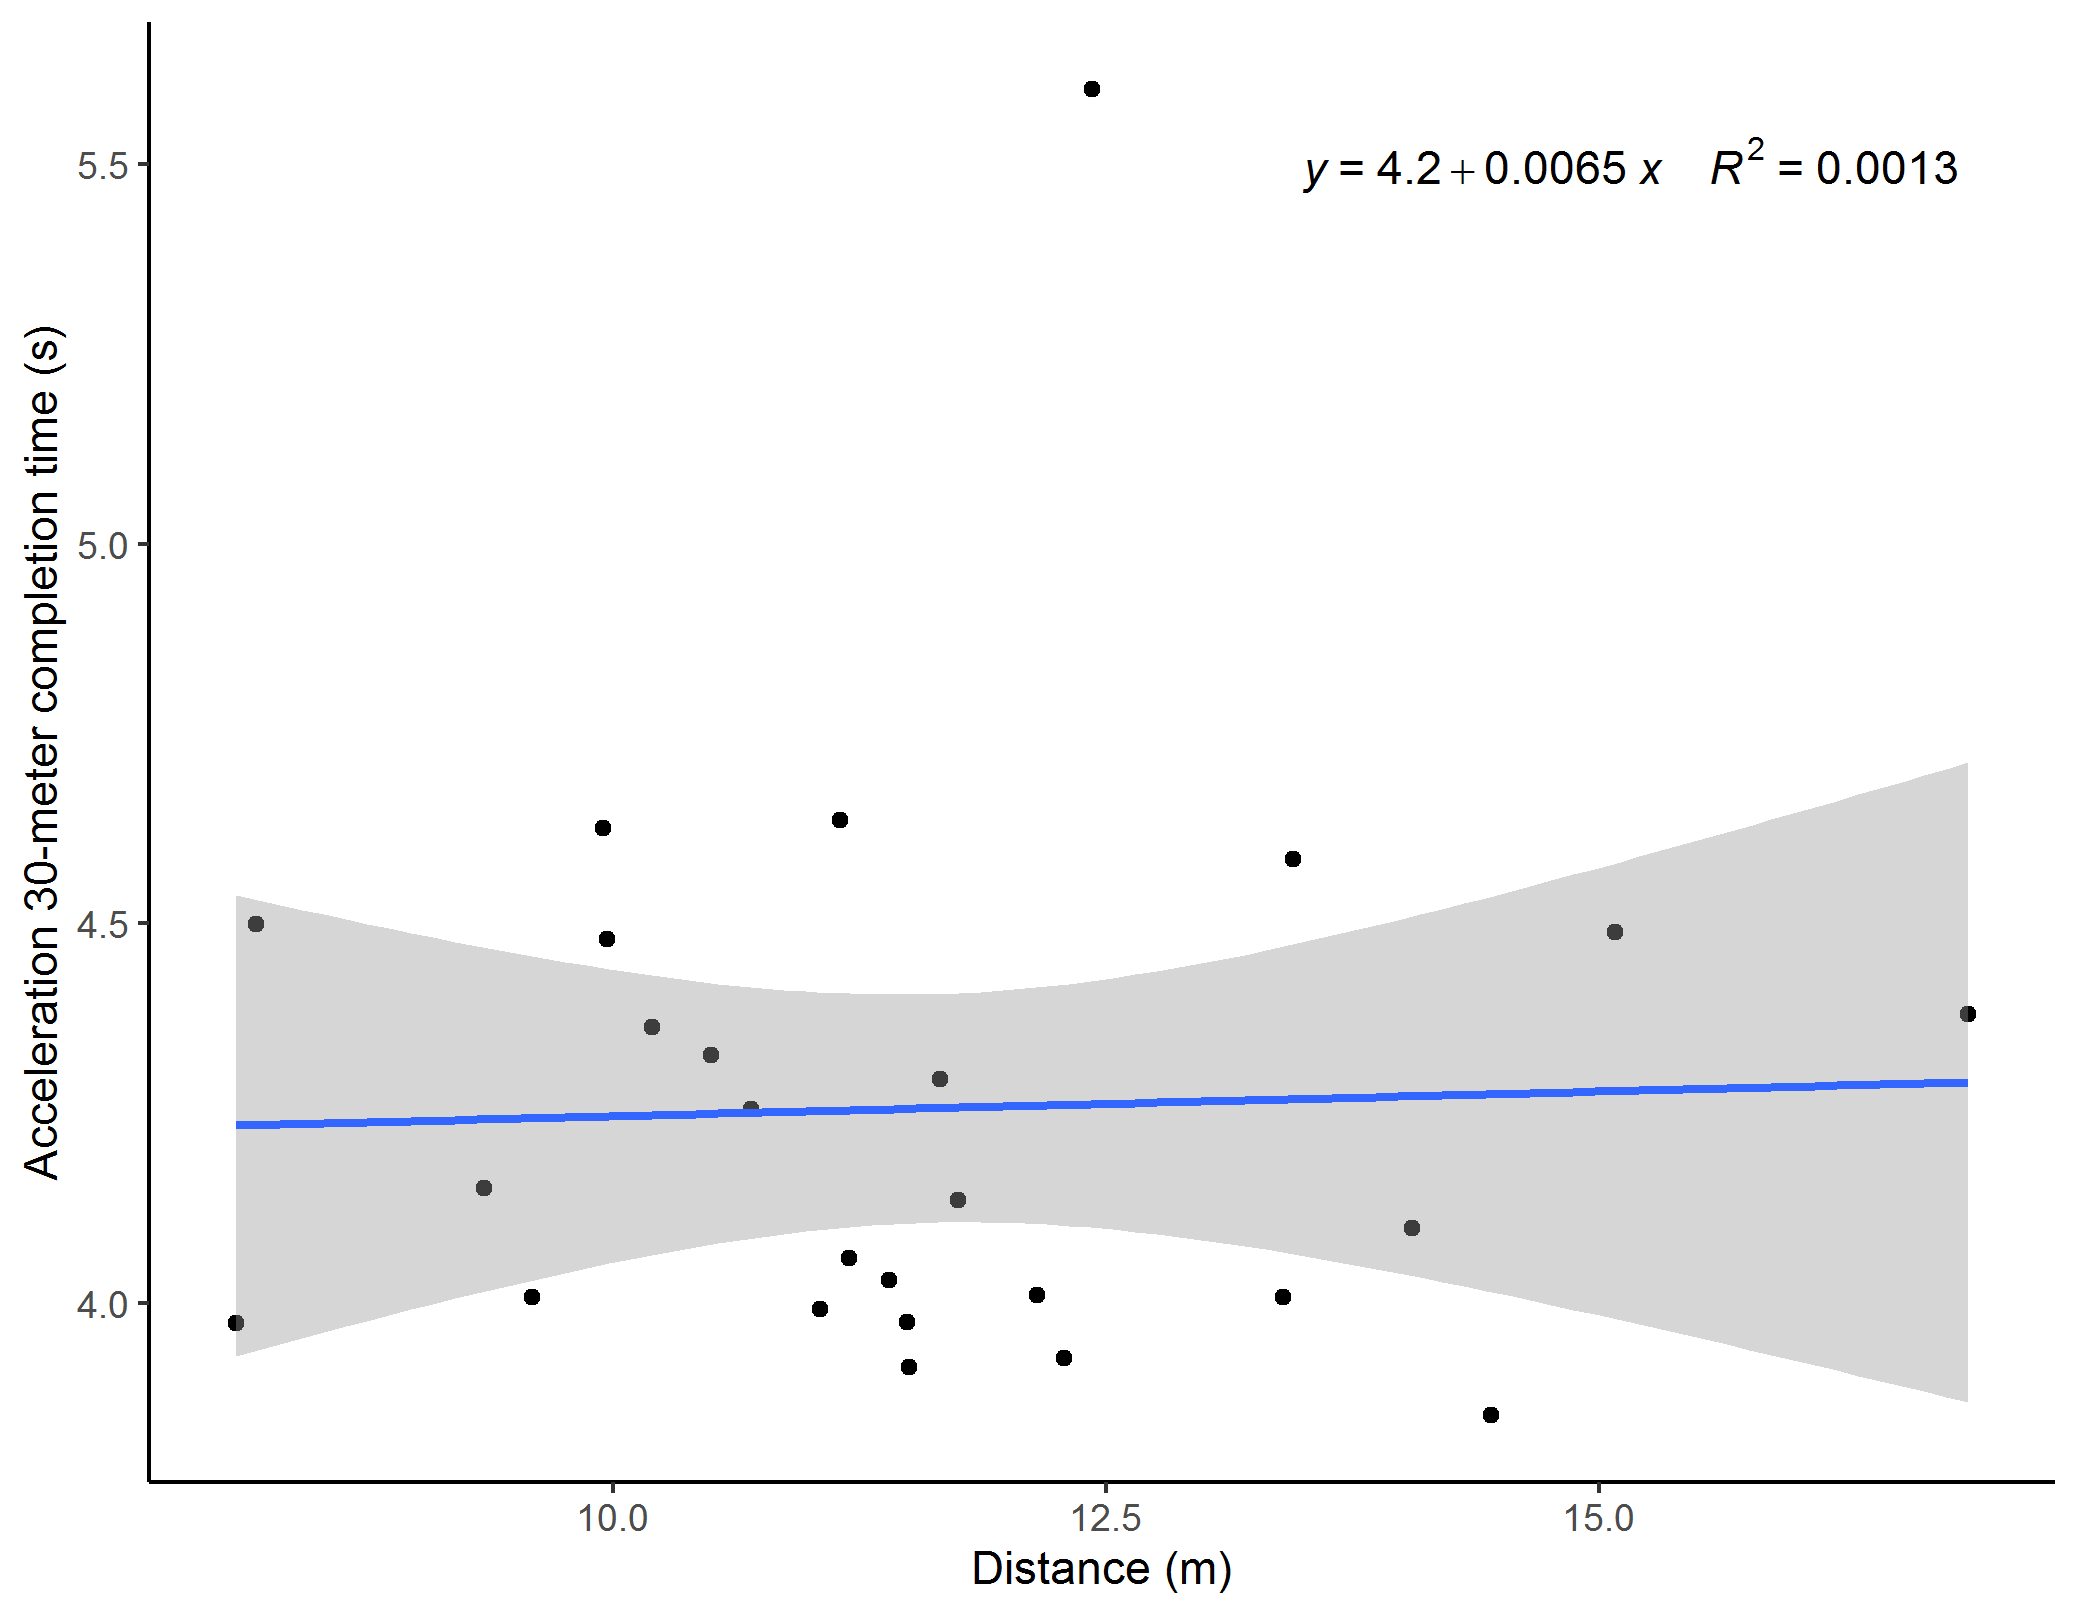 y = 4.2 + 0.0065 x R² = 0.0013
5.5
5.0
4.5
4.0
Acceleration 30-meter completion time (s)
10.0 12.5 15.0
Distance (m)